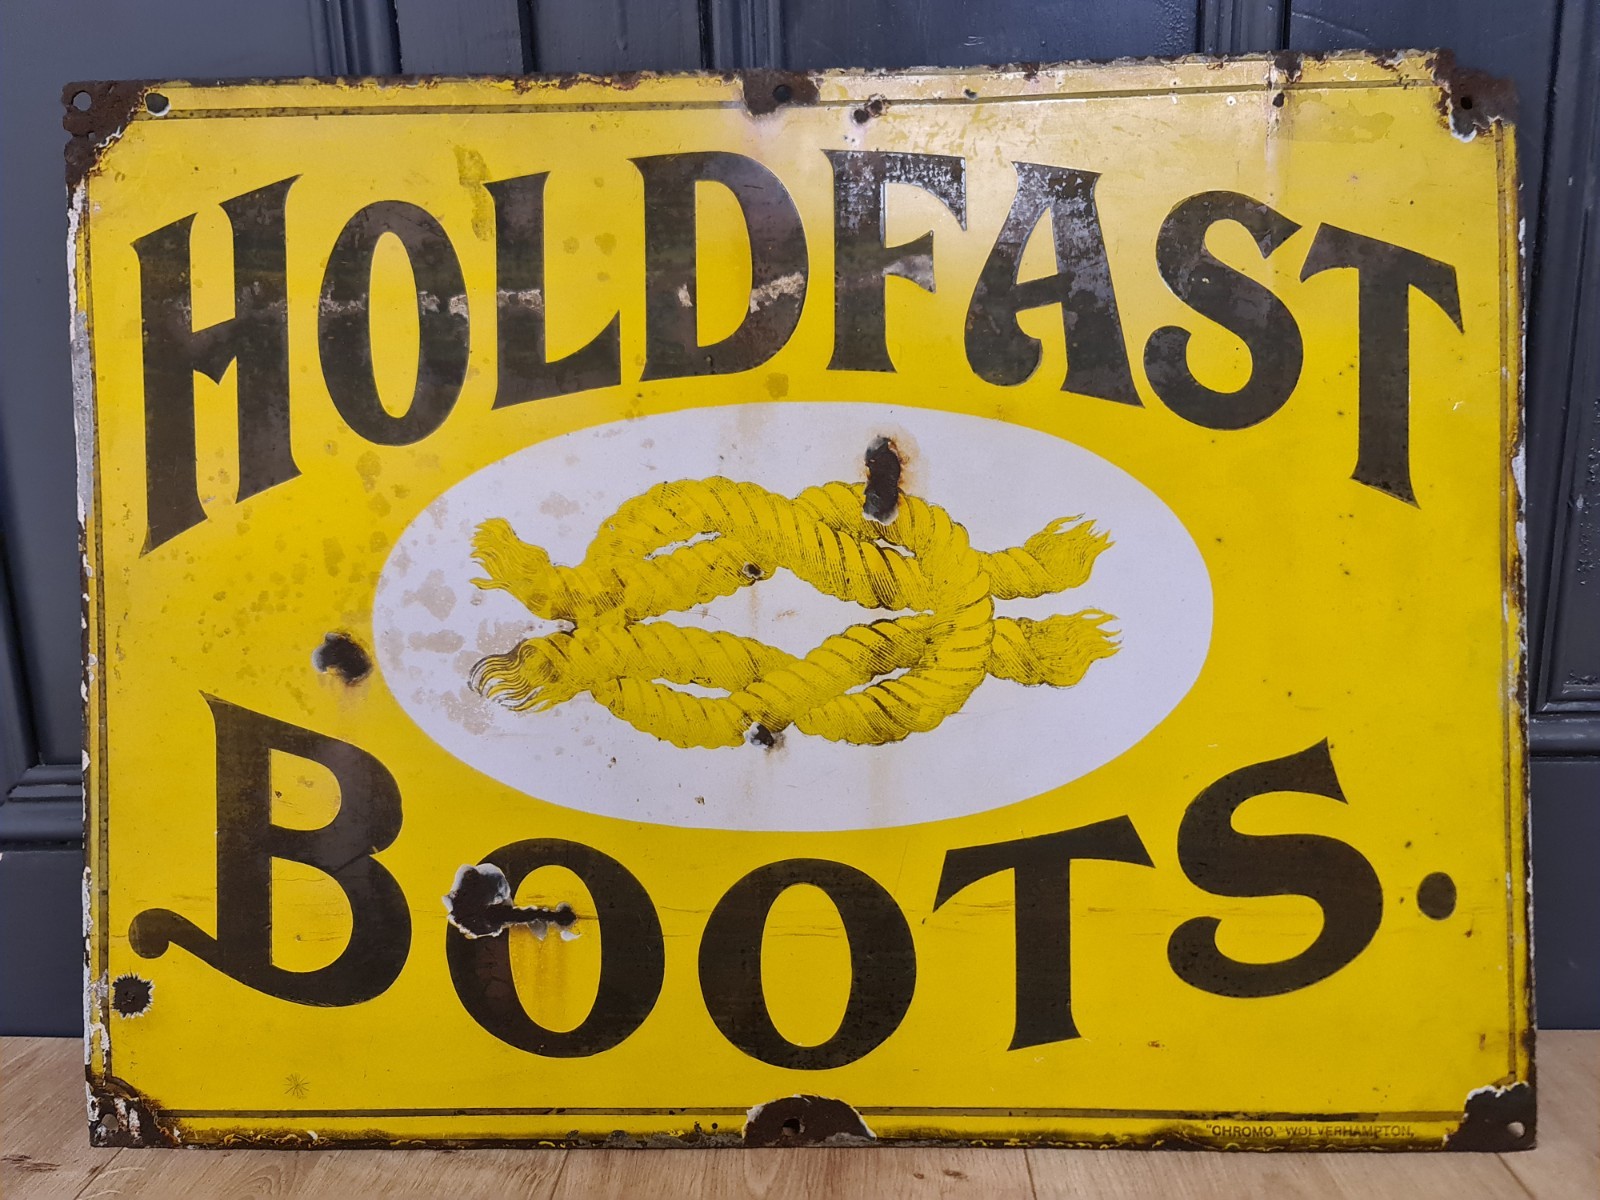 HOLDFAST
BOOTS.
"CHROMO," WOLVERHAMPTON.